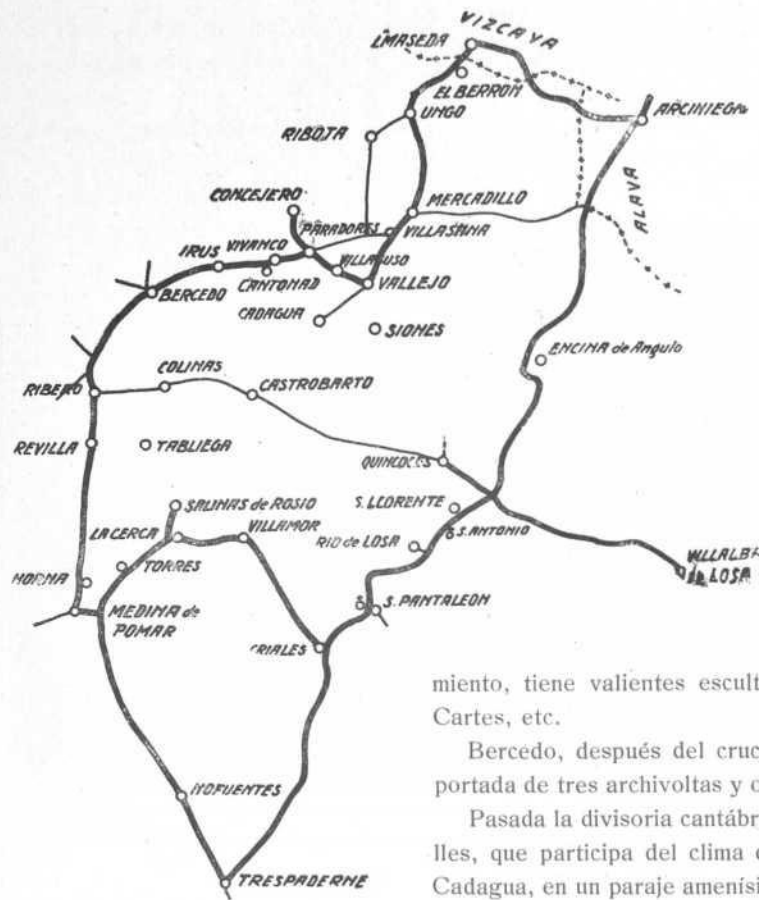 VIZCAYA
LMASEDA
EL BERRON
ARCINIEGA
UNGO
RIBOTA
ALAVA
CONCEJERO
MERCADILLO
PARADORES
VILLASANA
IRUS
VIVANCO
VILLASUSO
CANTONAD
VALLEJO
BERCEDO
CADAGUA
SIONES
ENCINA de Angulo
COLINAS
RIBERO
CASTROBARTO
REVILLA
TABLIEGA
QUINCOCES
SALINAS de ROSIO
S. LLORENTE
LA CERCA
VILLAMOR
S. ANTONIO
RIO de LOSA
TORRES
VILLALBA
de LOSA
MEDINA de
POMAR
S. PANTALEON
CRIALES
NOFUENTES
TRESPADERNE
miento, tiene valientes escult
Cartes, etc.
Bercedo, después del cruc
portada de tres archivoltas y c
Pasada la divisoria cantábr
lles, que participa del clima c
Cadagua, en un paraje amenísi